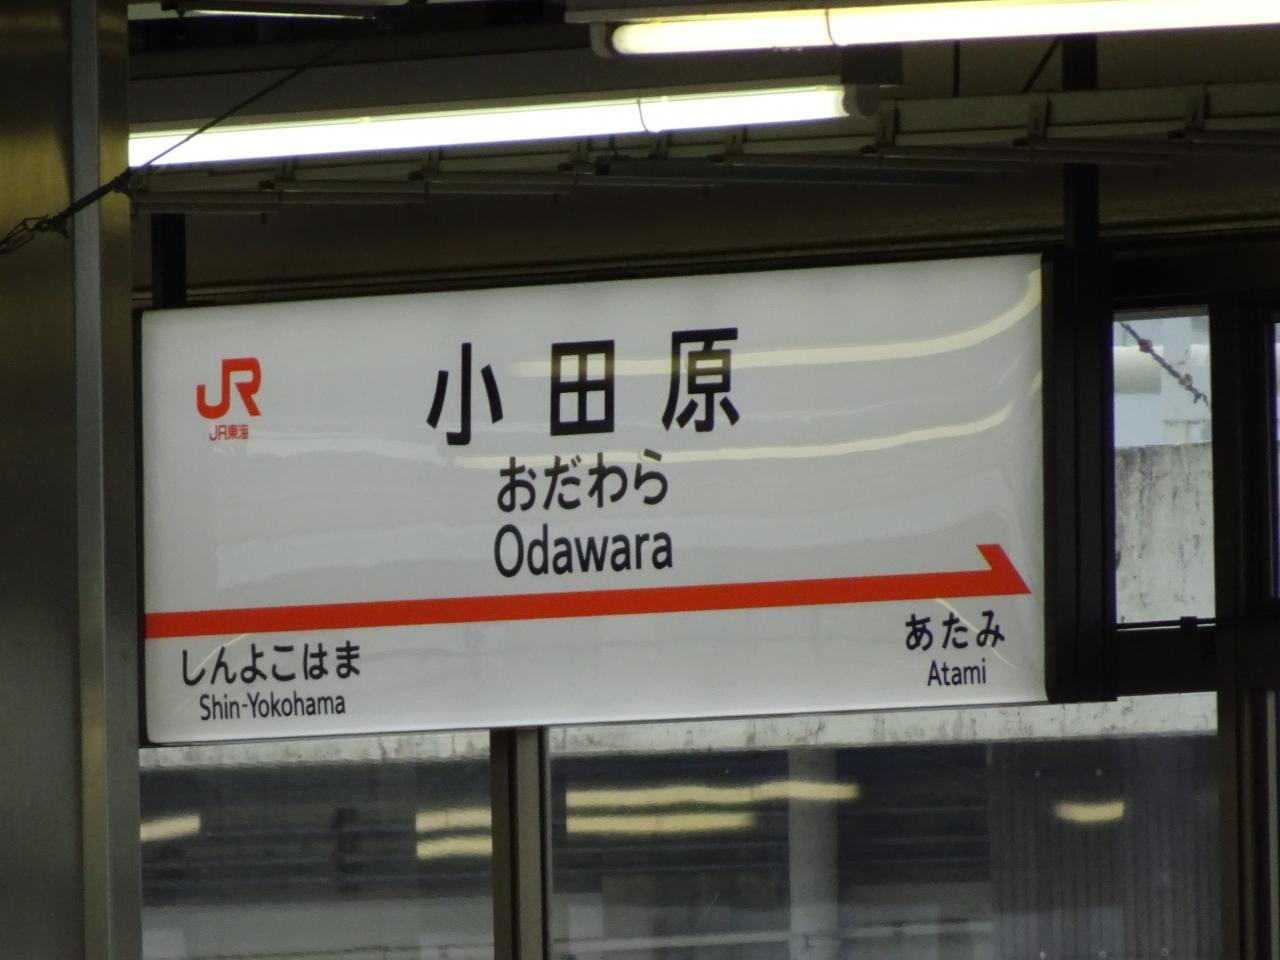 JR
JR東海
小田原
おだわら
Odawara
しんよこはま
Shin-Yokohama
あたみ
Atami